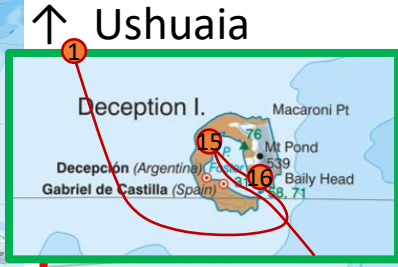 ↑ Ushuaia
1
Deception I.
Macaroni Pt
15
76
P.
Mt Pond
539
Decepción (Argentina)
Foster
16
Baily Head
Gabriel de Castilla (Spain)
58, 71